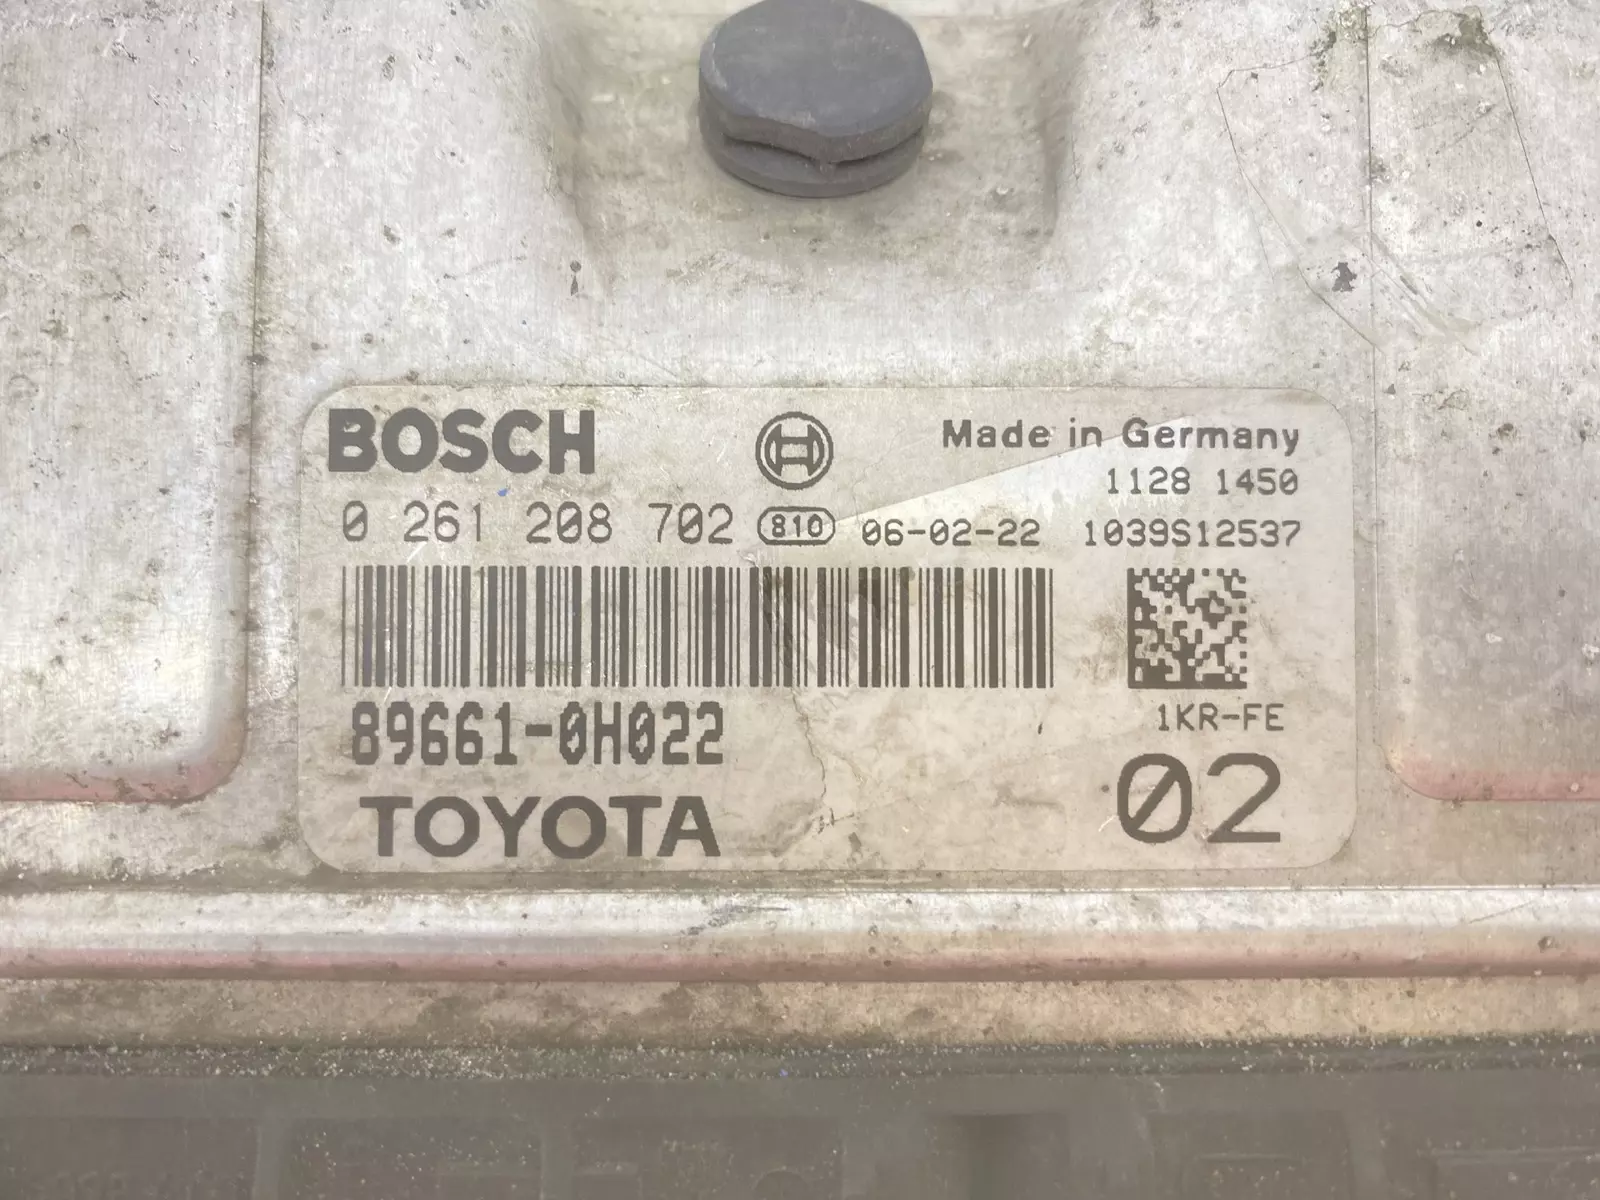 BOSCH
Made in Germany
1128 1450
0 261 208 702 810 06-02-22 1039S12537
89661-0H022
1KR-FE
TOYOTA
02